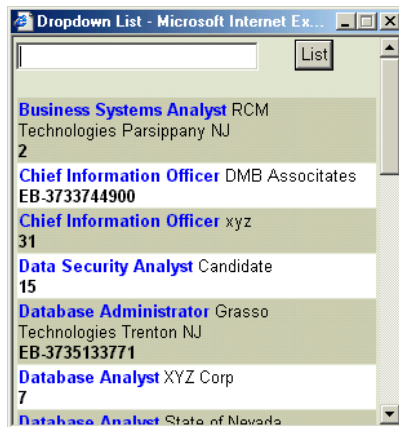 Dropdown List - Microsoft Internet Ex...
List
Business Systems Analyst RCM
Technologies Parsippany NJ
2
Chief Information Officer DMB Associtates
EB-3733744900
Chief Information Officer xyz
31
Data Security Analyst Candidate
15
Database Administrator Grasso
Technologies Trenton NJ
EB-3735133771
Database Analyst XYZ Corp
7
Database Analyst State of Nevada